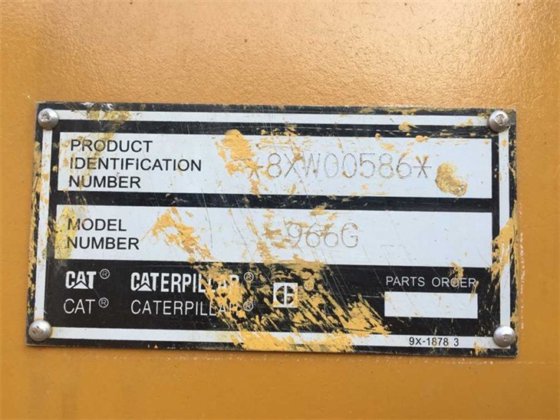 PRODUCT
IDENTIFICATION
NUMBER
*8XW00586*
MODEL
NUMBER
966G
CAT® CATERPILLAR
CAT® CATERPILLAR®
PARTS ORDER
9X-1878 3